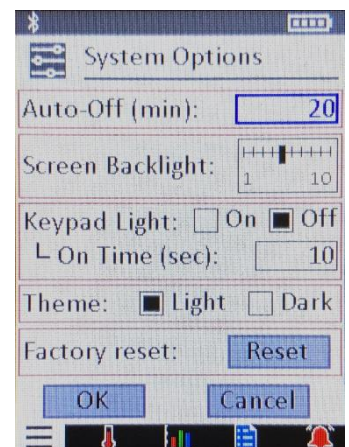 System Options
Auto-Off (min): 20
Screen Backlight:
1 10
Keypad Light: On Off
On Time (sec): 10
Theme: Light Dark
Factory reset: Reset
OK Cancel